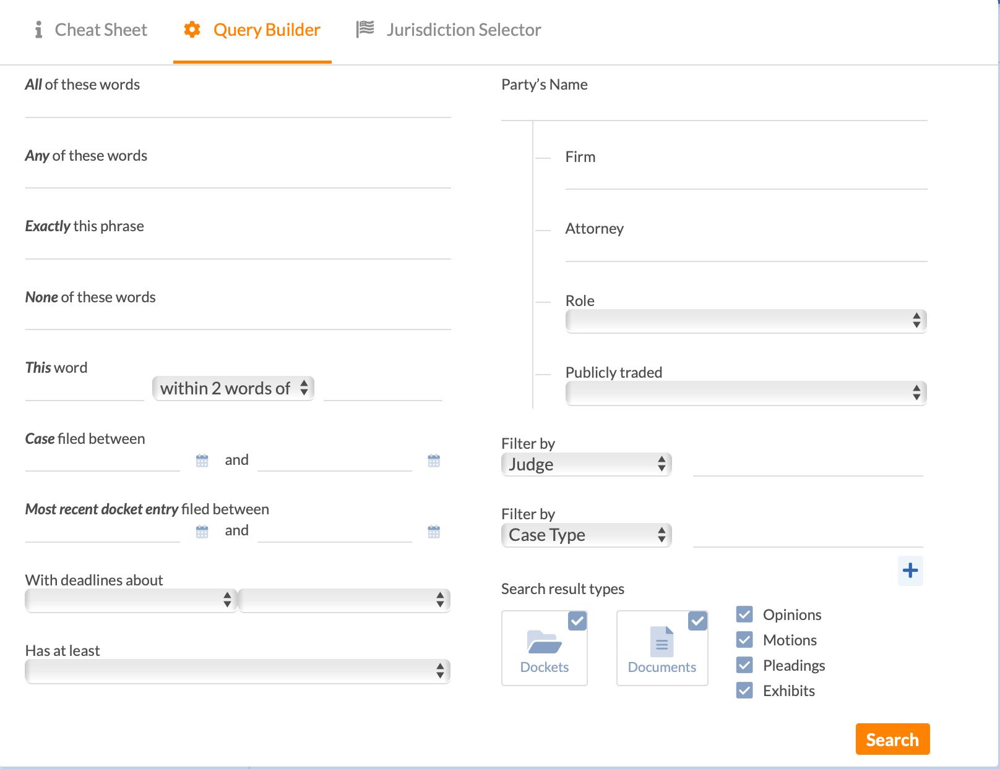 Cheat Sheet
Query Builder
Jurisdiction Selector
All of these words
Any of these words
Exactly this phrase
None of these words
This word
within 2 words of
Case filed between
and
Most recent docket entry filed between
and
With deadlines about
Has at least
Party’s Name
Firm
Attorney
Role
Publicly traded
Filter by
Judge
Filter by
Case Type
Search result types
Dockets
Documents
Opinions
Motions
Pleadings
Exhibits
Search